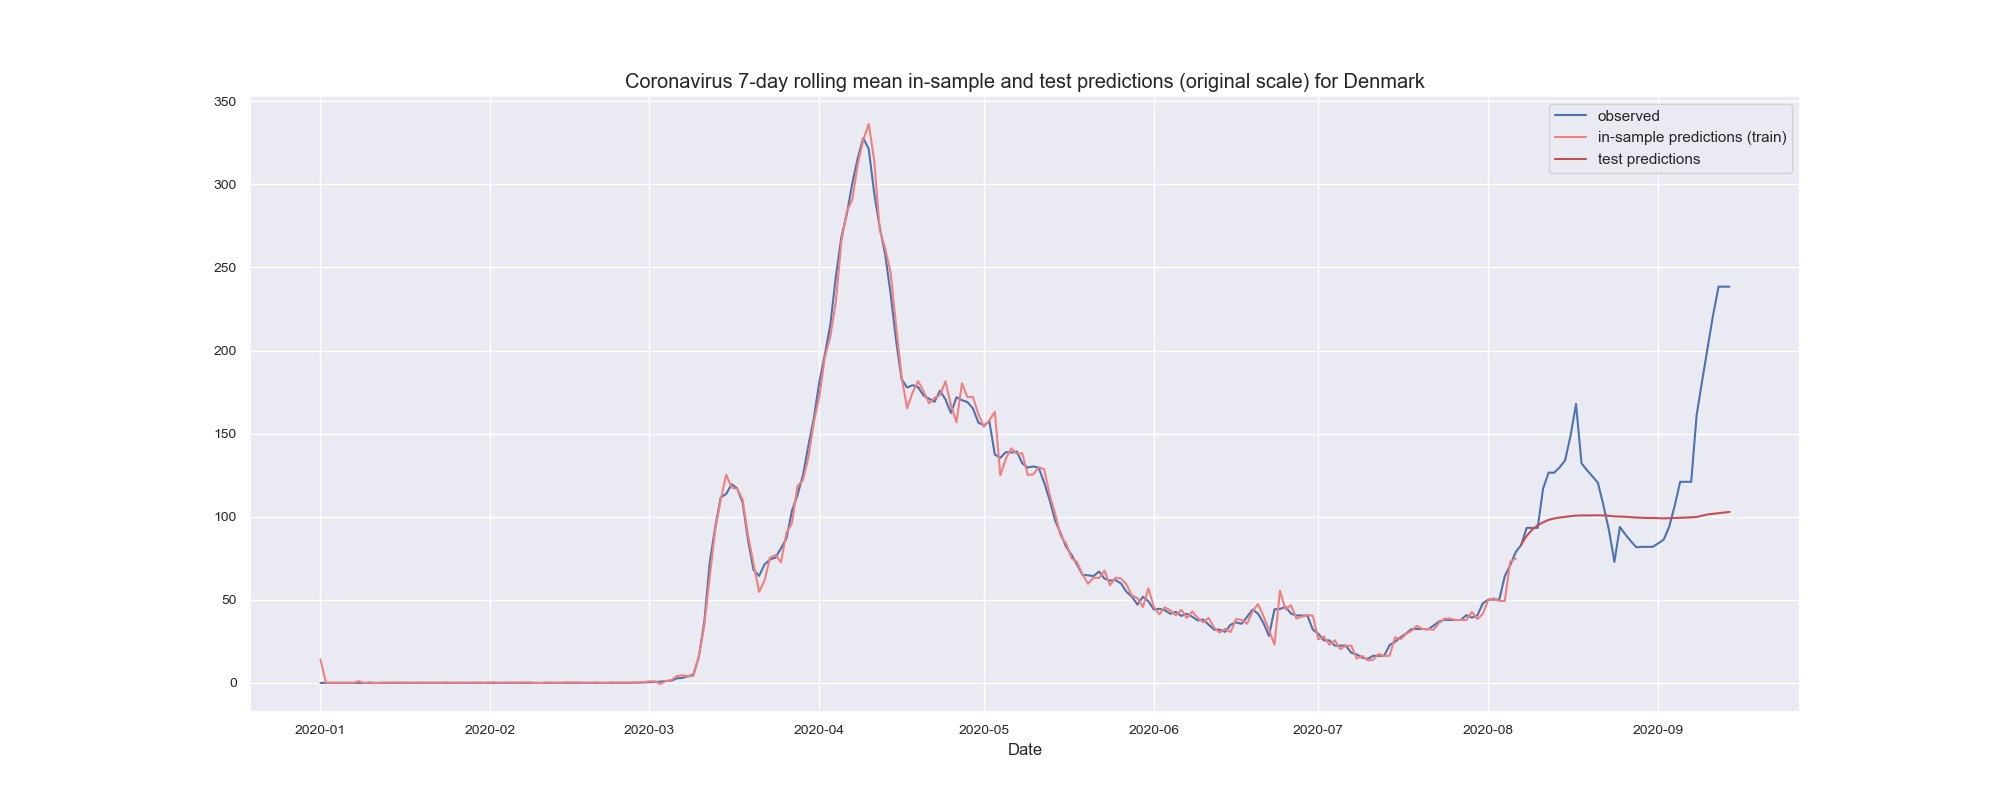 Coronavirus 7-day rolling mean in-sample and test predictions (original scale) for Denmark
350
300
250
200
150
100
50
0
observed
in-sample predictions (train)
test predictions
2020-01 2020-02 2020-03 2020-04 2020-05 2020-06 2020-07 2020-08 2020-09
Date